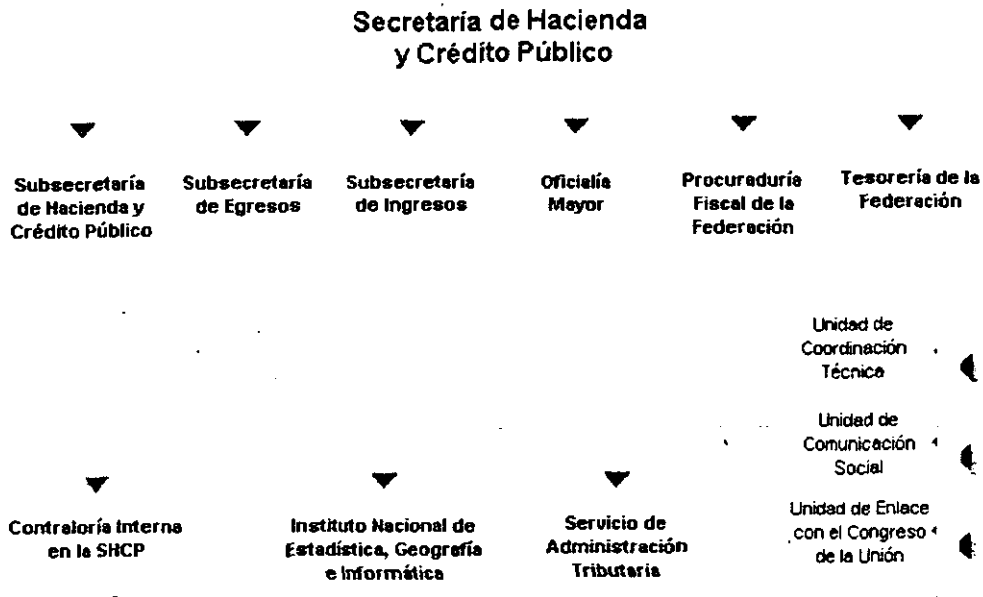 Secretaría de Hacienda
y Crédito Público
Subsecretaría
de Hacienda y
Crédito Público
Subsecretaría
de Egresos
Subsecretaría
de Ingresos
Oficialía
Mayor
Procuraduría
Fiscal de la
Federación
Tesorería de la
Federación
Unidad de
Coordinación
Técnica
Unidad de
Comunicación
Social
Contraloría Interna
en la SHCP
Instituto Nacional de
Estadística, Geografía
e Informática
Servicio de
Administración
Tributaria
Unidad de Enlace
con el Congreso
de la Unión